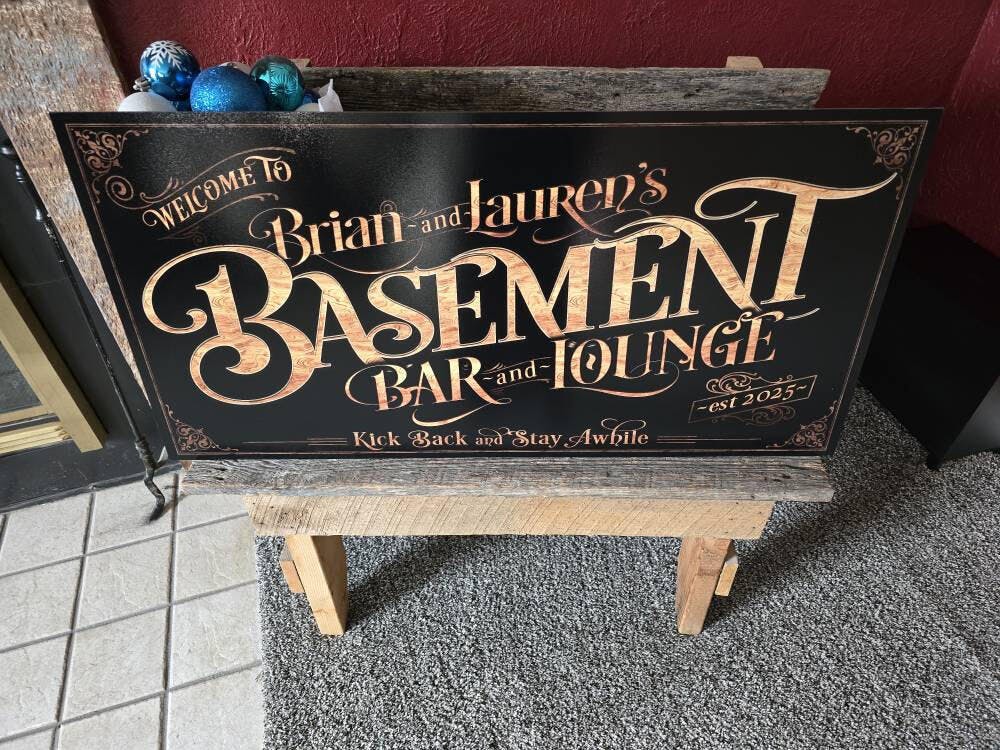 WELCOME TO
Brian and Lauren's
BASEMENT
BAR ~and~ LOUNGE
~est 2025~
Kick Back and Stay Awhile